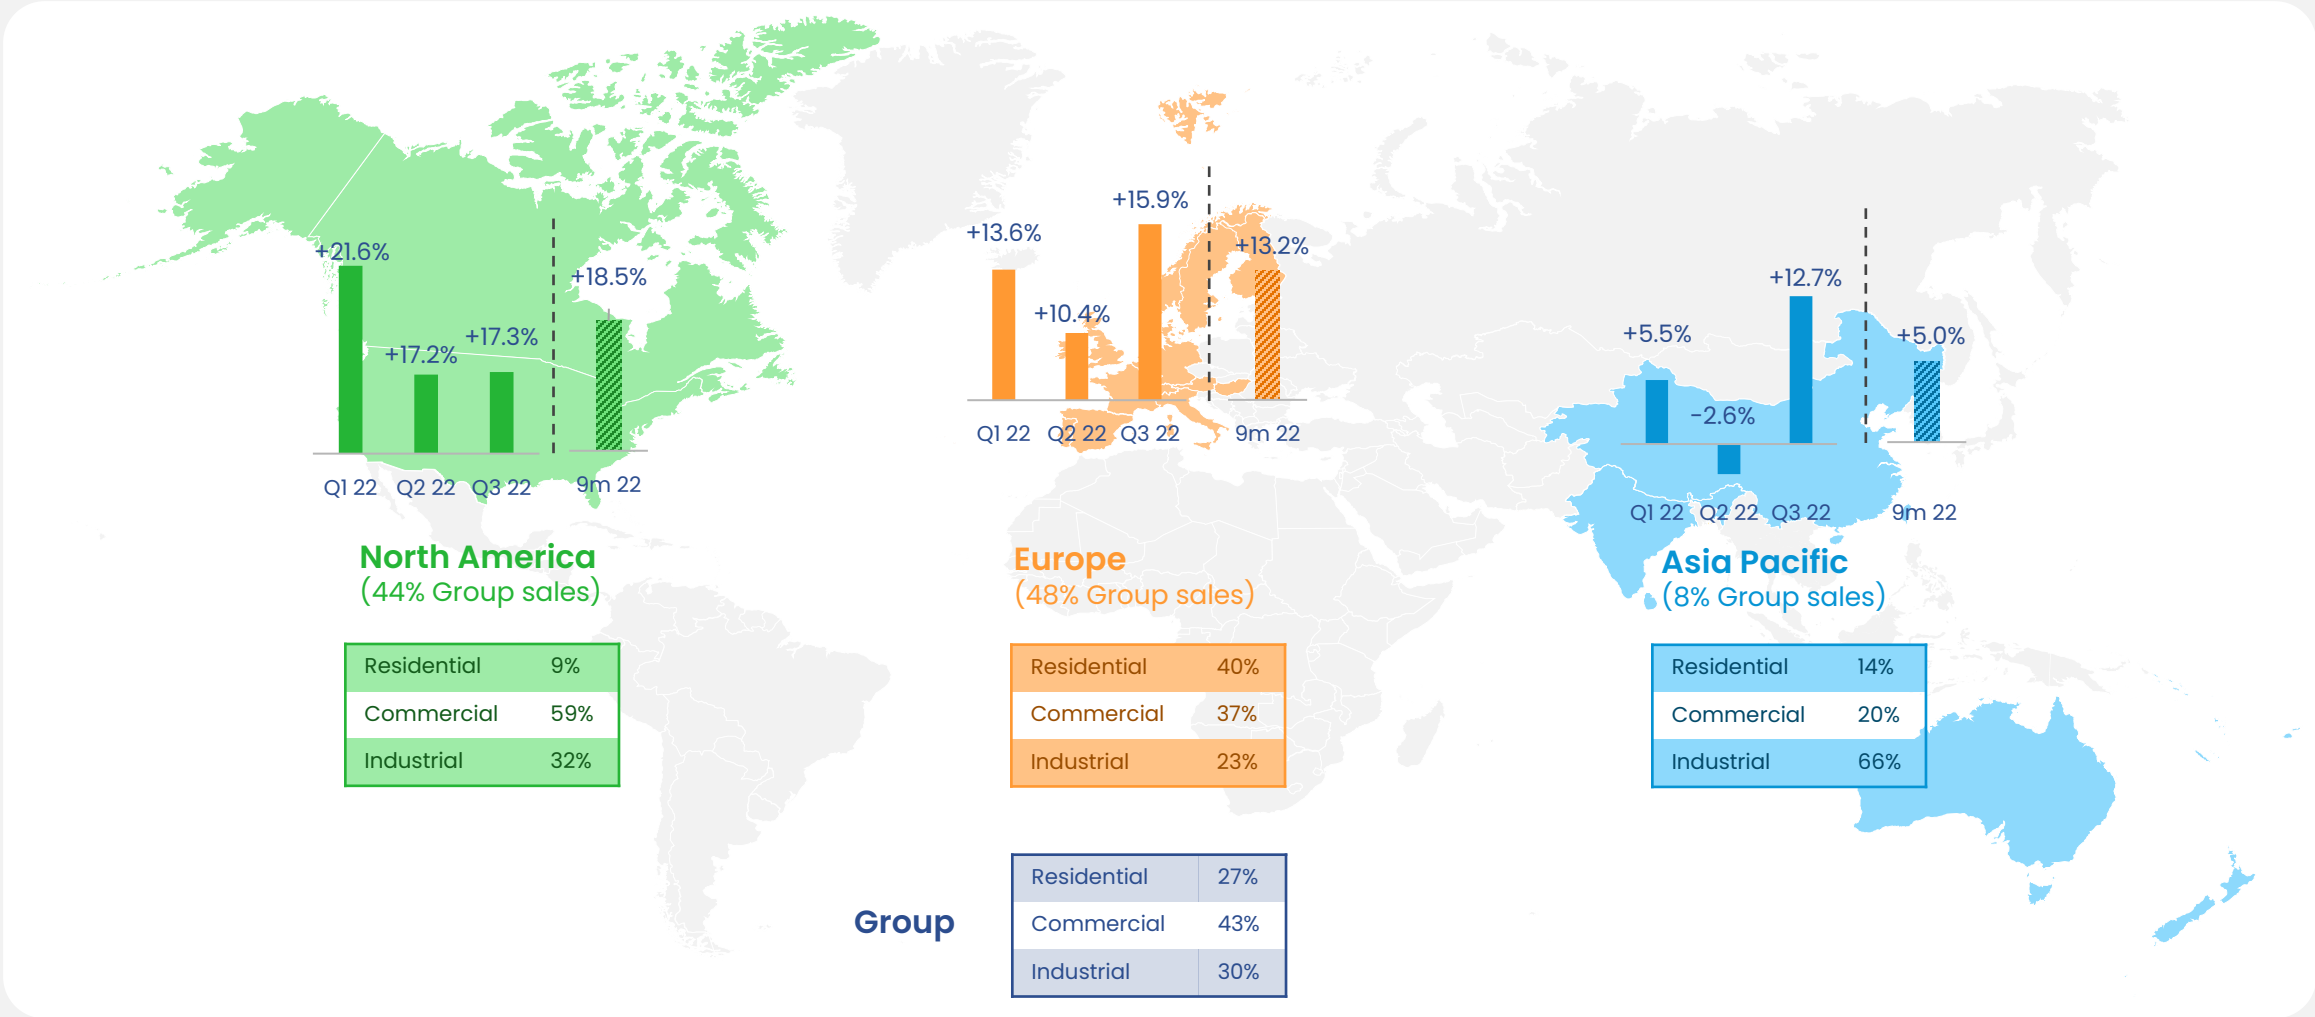 +21.6%
+17.2%
+17.3%
+18.5%
Q1 22 Q2 22 Q3 22 9m 22
North America
(44% Group sales)
Residential 9%
Commercial 59%
Industrial 32%
+13.6%
+10.4%
+15.9%
+13.2%
Q1 22 Q2 22 Q3 22 9m 22
Europe
(48% Group sales)
Residential 40%
Commercial 37%
Industrial 23%
+5.5%
-2.6%
+12.7%
+5.0%
Q1 22 Q2 22 Q3 22 9m 22
Asia Pacific
(8% Group sales)
Residential 14%
Commercial 20%
Industrial 66%
Group
Residential 27%
Commercial 43%
Industrial 30%